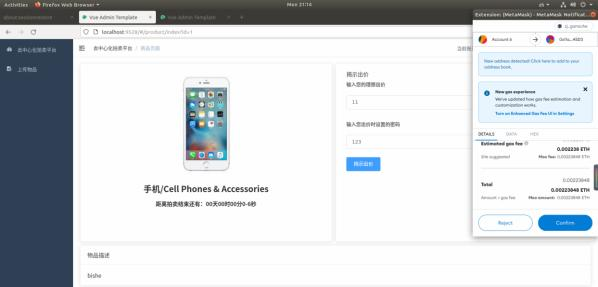 Activities
Firefox Web Browser
Mon 21:14
zh
about:sessionrestore
Vue Admin Template
Vue Admin Template
localhost:9528/#/product/index?id=1
去中心化拍卖平台
上传物品
去中心化拍卖平台 / 商品页面
手机/Cell Phones & Accessories
距离拍卖结束还有：00天00时00分0-6秒
揭示出价
输入您的理想出价
11
输入您出价时设置的密码
123
揭示出价
物品描述
bishe
Extension: (MetaMask) - MetaMask Notificat...
ganache
Account 6
New address detected! Click here to add to your
address book.
New gas experience
We've updated how gas fee estimation and
customization works.
Turn on Enhanced Gas Fee UI in Settings
DETAILS
DATA
HEX
Estimated gas fee
0.002238 ETH
Site suggested
Max fee: 0.00223848 ETH
0.00223848
Total
0.00223848 ETH
Amount + gas fee
Max amount: 0.00223848 ETH
Reject
Confirm